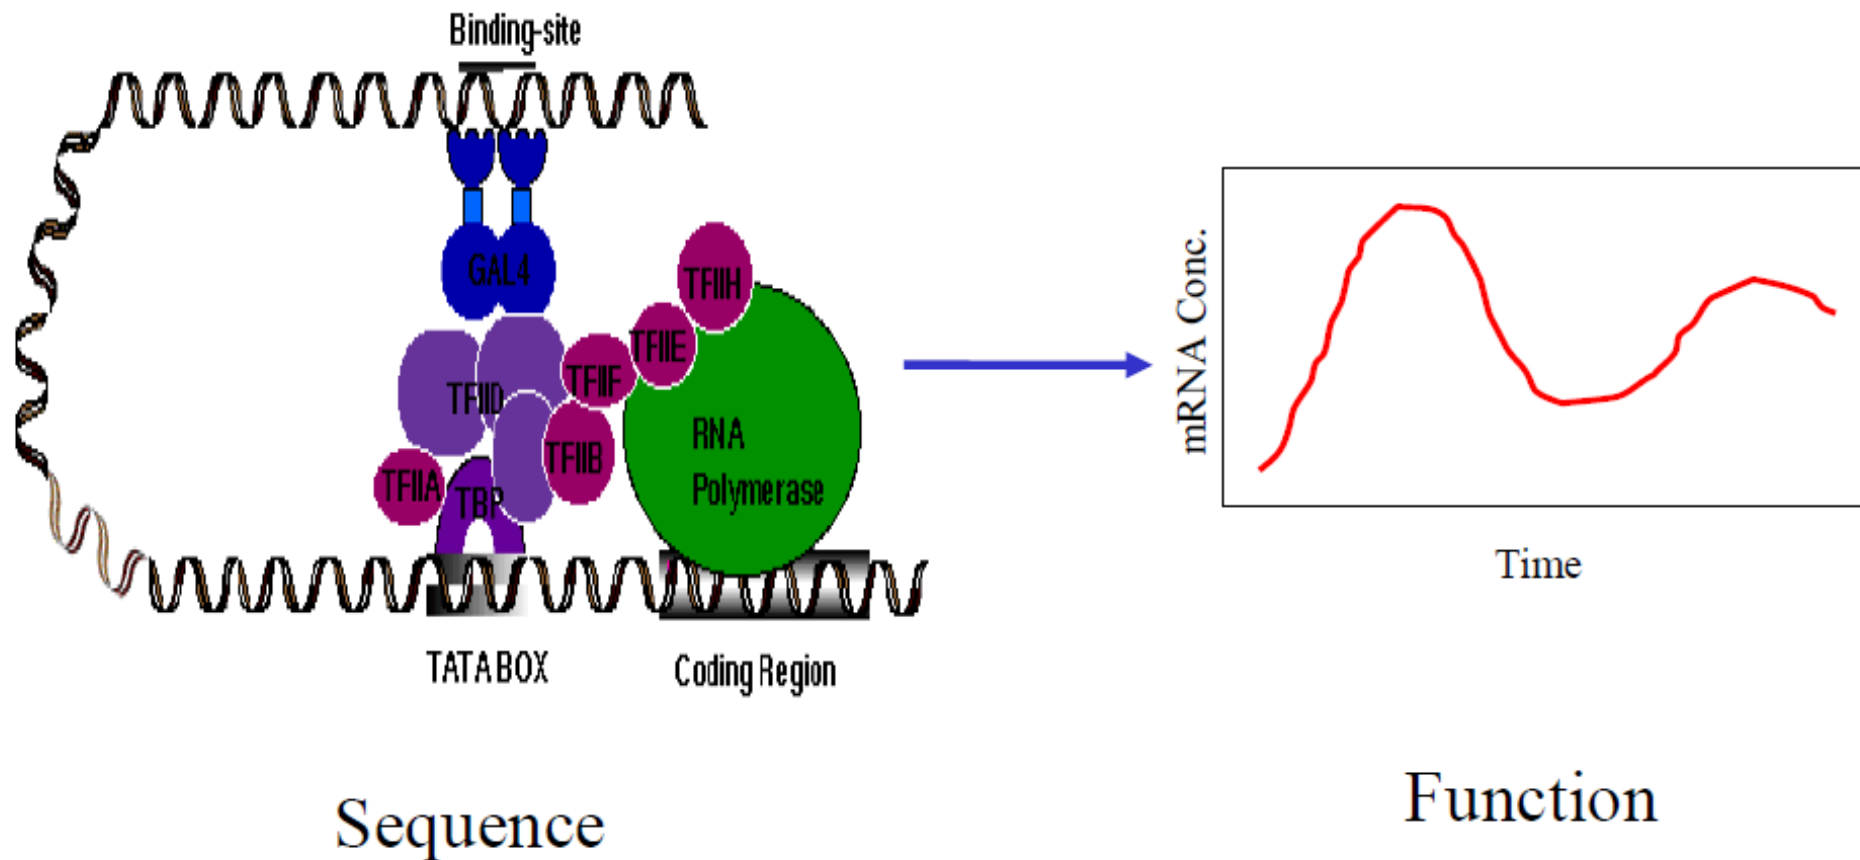 Binding-site
GAL4
TFIIH
TFIIE
TFIIF
TFIID
TFIIB
TFIIA
TBP
RNA
Polymerase
TATA BOX
Coding Region
mRNA Conc.
Time
Sequence
Function